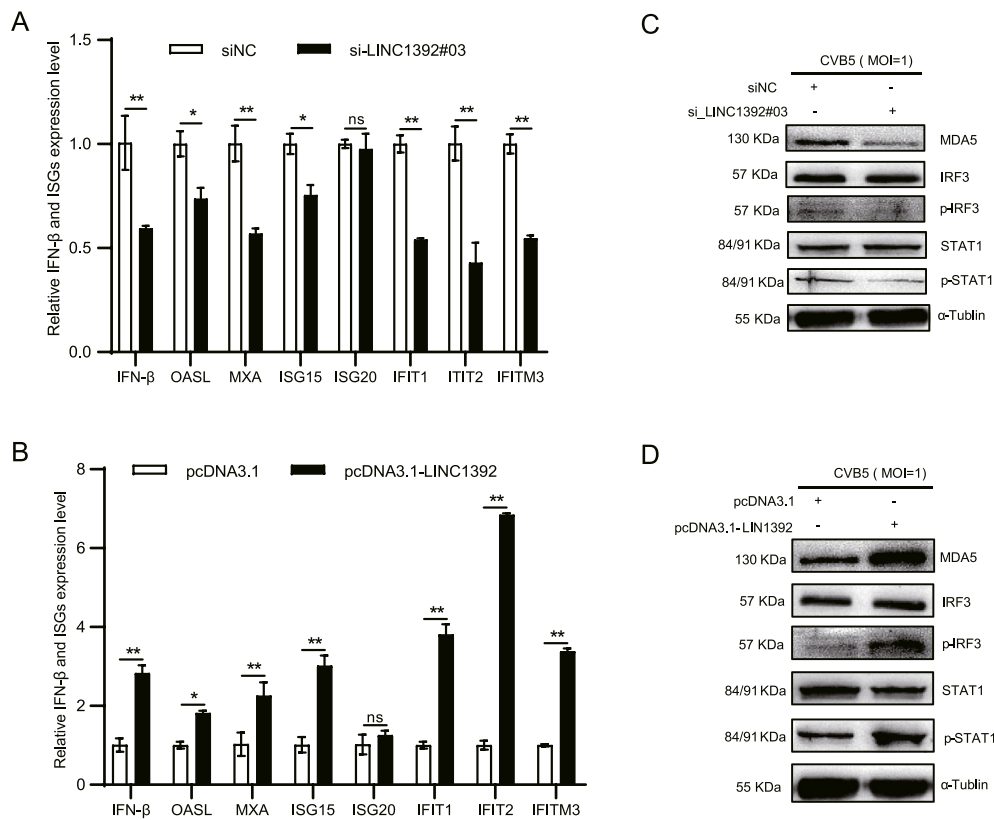 A
siNC
si-LINC1392#03
Relative IFN-β and ISGs expression level
1.5
1.0
0.5
0.0
**
*
**
*
ns
**
**
**
IFN-β
OASL
MXA
ISG15
ISG20
IFIT1
ITIT2
IFITM3
B
pcDNA3.1
pcDNA3.1-LINC1392
Relative IFN-β and ISGs expression level
8
6
4
2
0
**
*
**
**
ns
**
**
**
IFN-β
OASL
MXA
ISG15
ISG20
IFIT1
IFIT2
IFITM3
C
CVB5 ( MOI=1)
siNC + -
si_LINC1392#03 - +
130 KDa MDA5
57 KDa IRF3
57 KDa p-IRF3
84/91 KDa STAT1
84/91 KDa p-STAT1
55 KDa α-Tublin
D
CVB5 ( MOI=1)
pcDNA3.1 + -
pcDNA3.1-LIN1392 - +
130 KDa MDA5
57 KDa IRF3
57 KDa p-IRF3
84/91 KDa STAT1
84/91 KDa p-STAT1
55 KDa α-Tublin